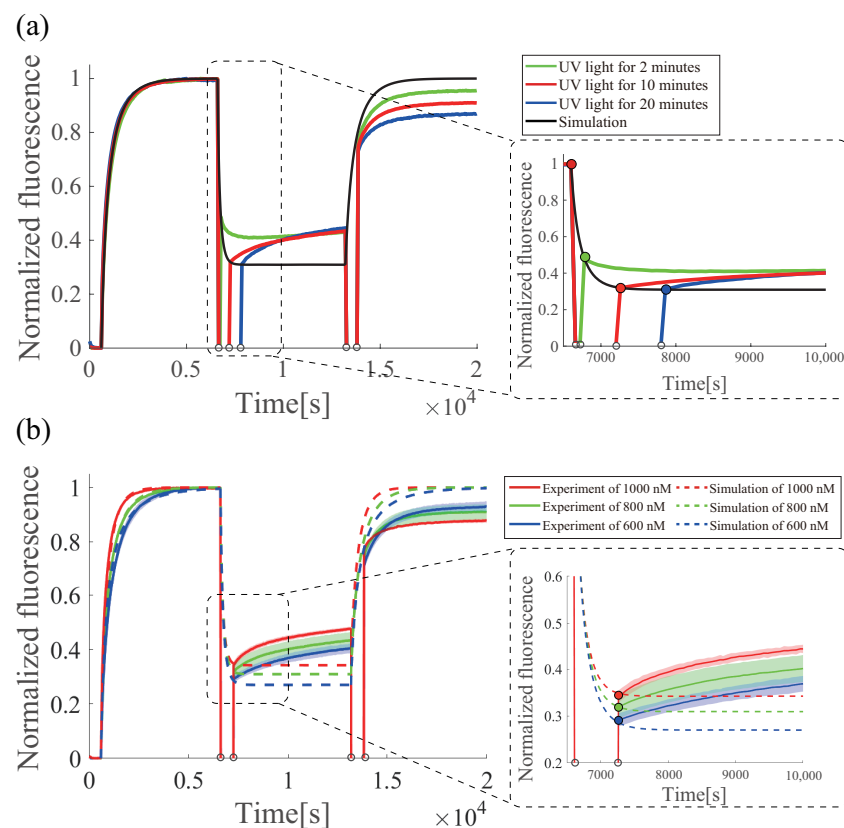 (a)
Normalized fluorescence
1
0.8
0.6
0.4
0.2
0
0
0.5
1
1.5
2
Time[s]
×10⁴
UV light for 2 minutes
UV light for 10 minutes
UV light for 20 minutes
Simulation
Normalized fluorescence
1
0.8
0.6
0.4
0.2
0
7000
8000
9000
10,000
Time[s]
(b)
Normalized fluorescence
1
0.8
0.6
0.4
0.2
0
0
0.5
1
1.5
2
Time[s]
×10⁴
Experiment of 1000 nM
Simulation of 1000 nM
Experiment of 800 nM
Simulation of 800 nM
Experiment of 600 nM
Simulation of 600 nM
Normalized fluorescence
0.6
0.5
0.4
0.3
0.2
7000
8000
9000
10,000
Time[s]